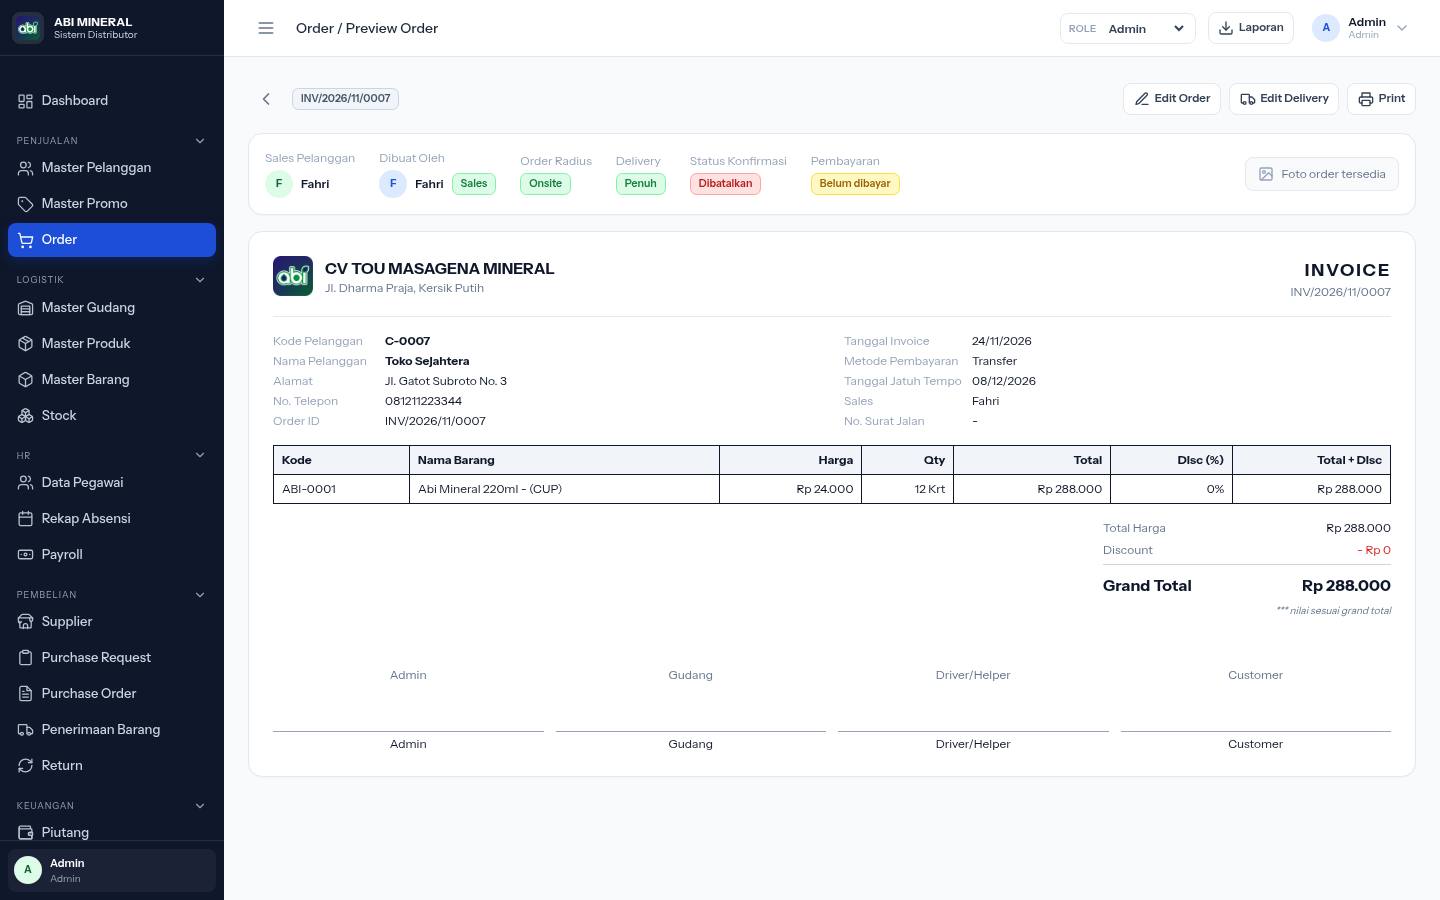 ABI MINERAL
Sistem Distributor
Dashboard
PENJUALAN
Master Pelanggan
Master Promo
Order
LOGISTIK
Master Gudang
Master Produk
Master Barang
Stock
HR
Data Pegawai
Rekap Absensi
Payroll
PEMBELIAN
Supplier
Purchase Request
Purchase Order
Penerimaan Barang
Return
KEUANGAN
Piutang
A Admin
Admin
Order / Preview Order
ROLE Admin
Laporan
A Admin
Admin
INV/2026/11/0007
Edit Order
Edit Delivery
Print
Sales Pelanggan
F Fahri
Dibuat Oleh
F Fahri Sales
Order Radius
Onsite
Delivery
Penuh
Status Konfirmasi
Dibatalkan
Pembayaran
Belum dibayar
Foto order tersedia
abi
CV TOU MASAGENA MINERAL
Jl. Dharma Praja, Kersik Putih
INVOICE
INV/2026/11/0007
Kode Pelanggan C-0007
Nama Pelanggan Toko Sejahtera
Alamat Jl. Gatot Subroto No. 3
No. Telepon 081211223344
Order ID INV/2026/11/0007
Tanggal Invoice 24/11/2026
Metode Pembayaran Transfer
Tanggal Jatuh Tempo 08/12/2026
Sales Fahri
No. Surat Jalan -
Kode Nama Barang Harga Qty Total Disc (%) Total + Disc
ABI-0001 Abi Mineral 220ml - (CUP) Rp 24.000 12 Krt Rp 288.000 0% Rp 288.000
Total Harga Rp 288.000
Discount - Rp 0
Grand Total Rp 288.000
*** nilai sesuai grand total
Admin Gudang Driver/Helper Customer
Admin Gudang Driver/Helper Customer